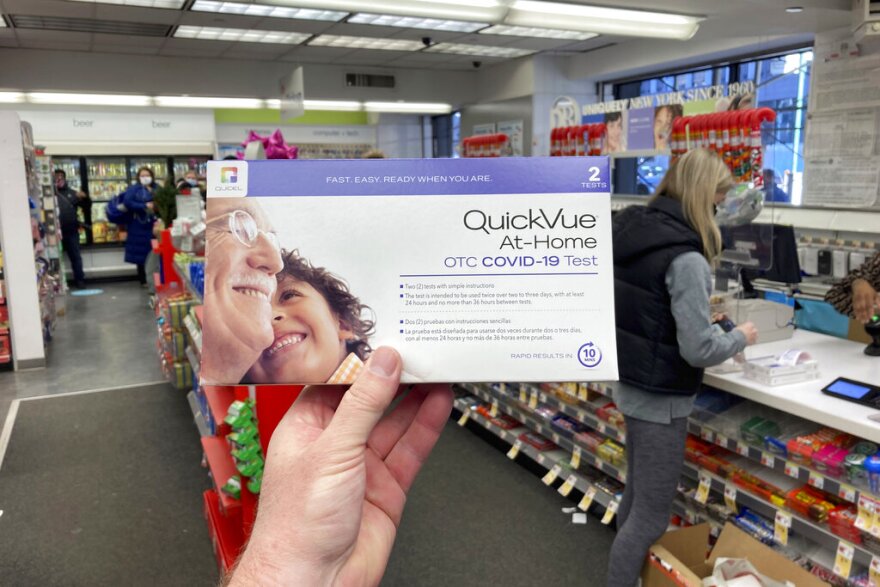 UNIQUELY NEW YORK SINCE 1960
beer
beer
QUIDEL
FAST. EASY. READY WHEN YOU ARE.
2
TESTS
QuickVue
At-Home
OTC COVID-19 Test
Two (2) tests with simple instructions
The test is intended to be used twice over two to three days, with at least
24 hours and no more than 36 hours between tests.
Dos (2) pruebas con instrucciones sencillas
La prueba está diseñada para usarse dos veces durante dos o tres días,
con al menos 24 horas y no más de 36 horas entre pruebas.
RAPID RESULTS IN
10
MINS